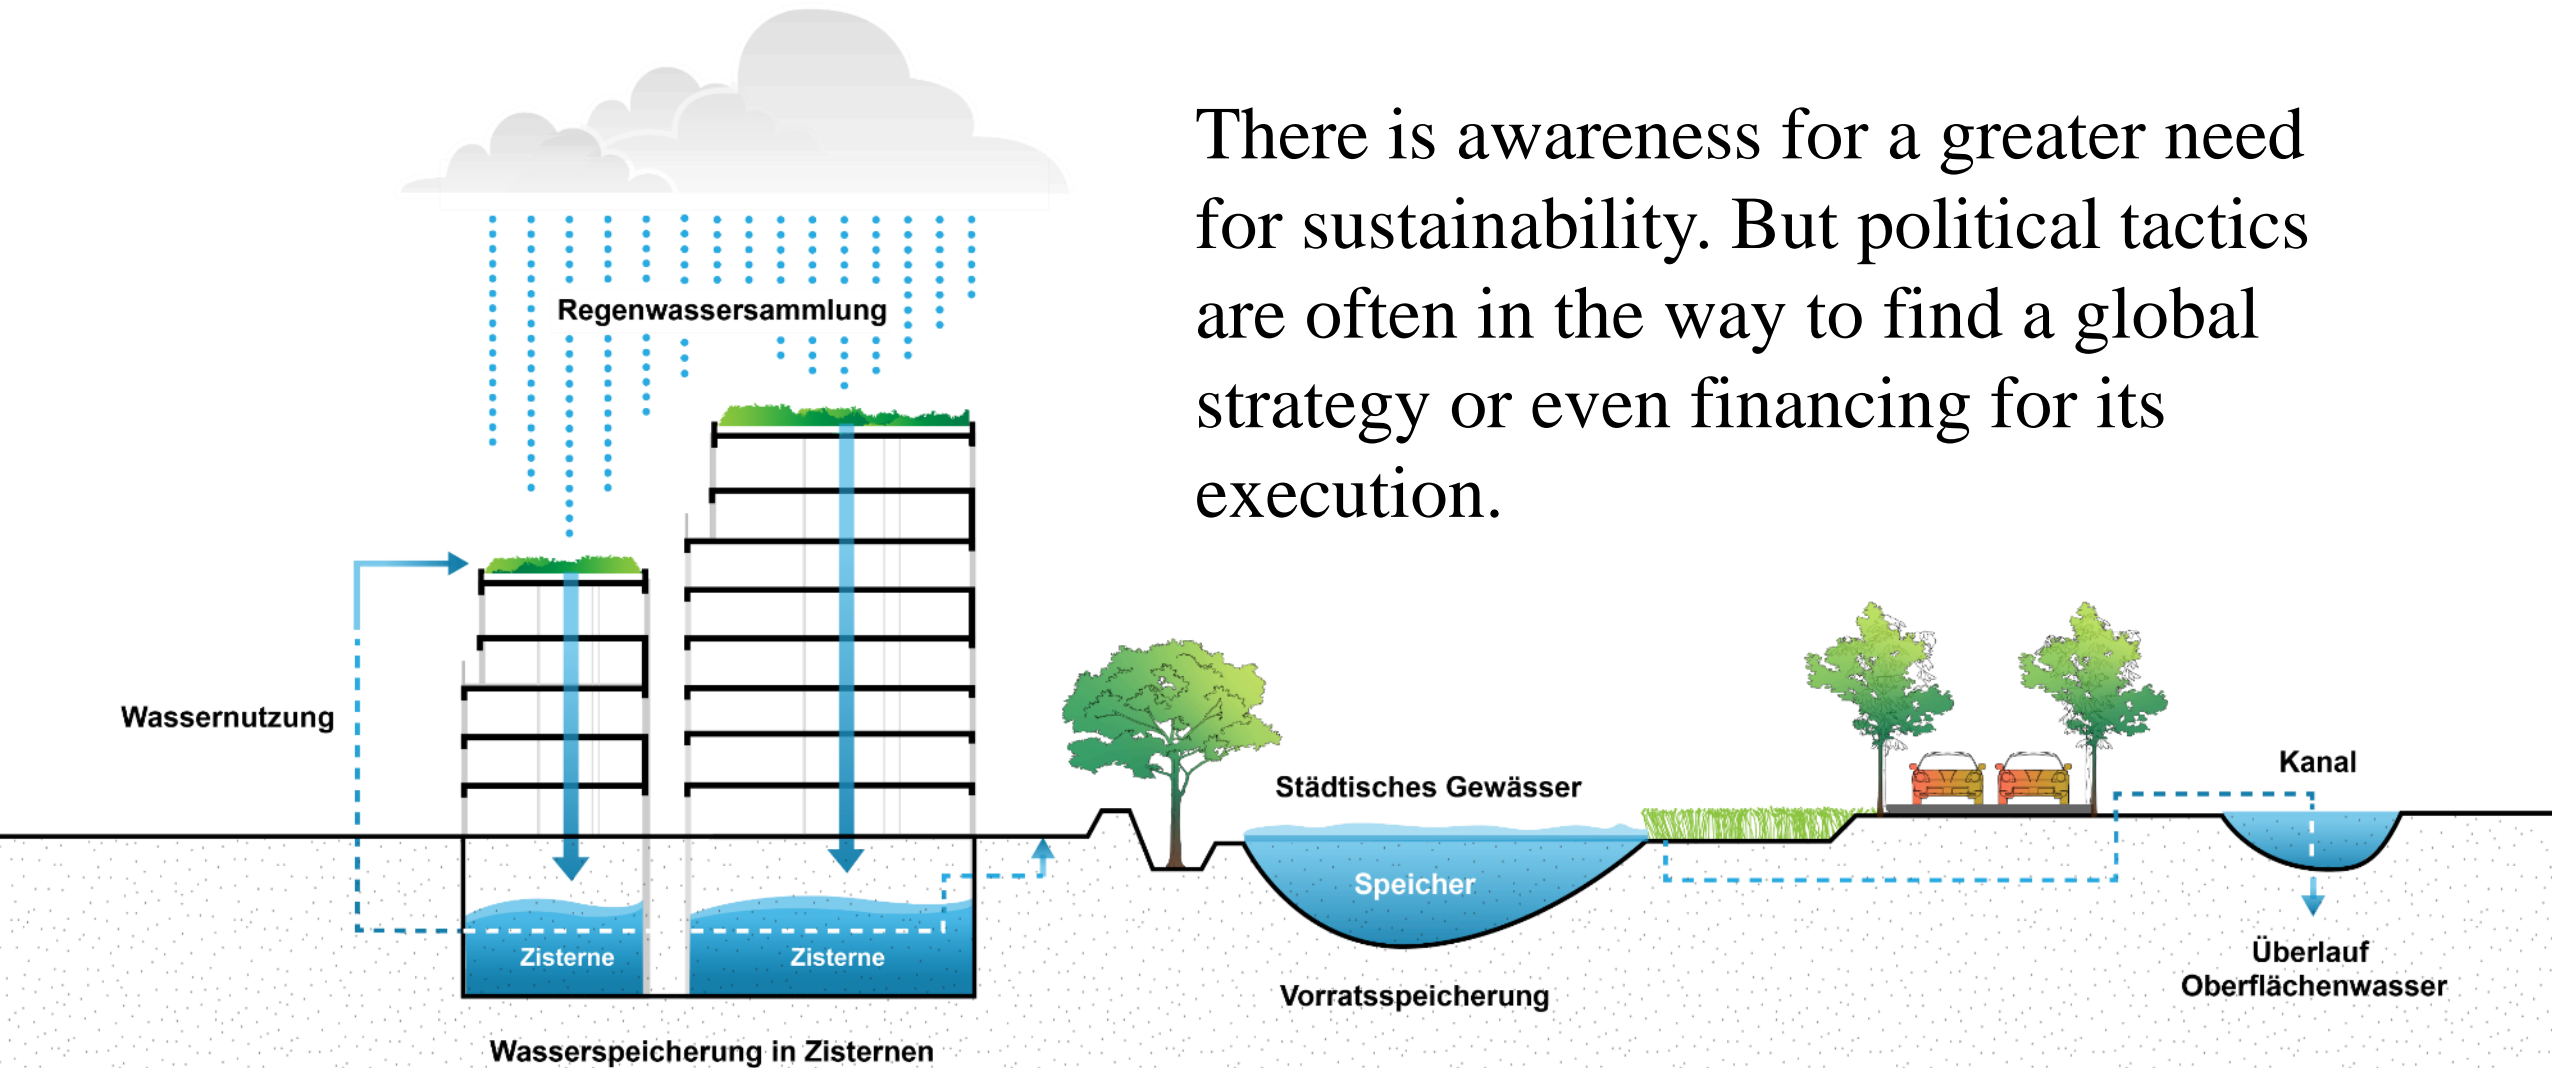 There is awareness for a greater need
for sustainability. But political tactics
are often in the way to find a global
strategy or even financing for its
execution.
Regenwassersammlung
Wassernutzung
Zisterne
Zisterne
Wasserspeicherung in Zisternen
Städtisches Gewässer
Speicher
Vorratsspeicherung
Kanal
Überlauf
Oberflächenwasser